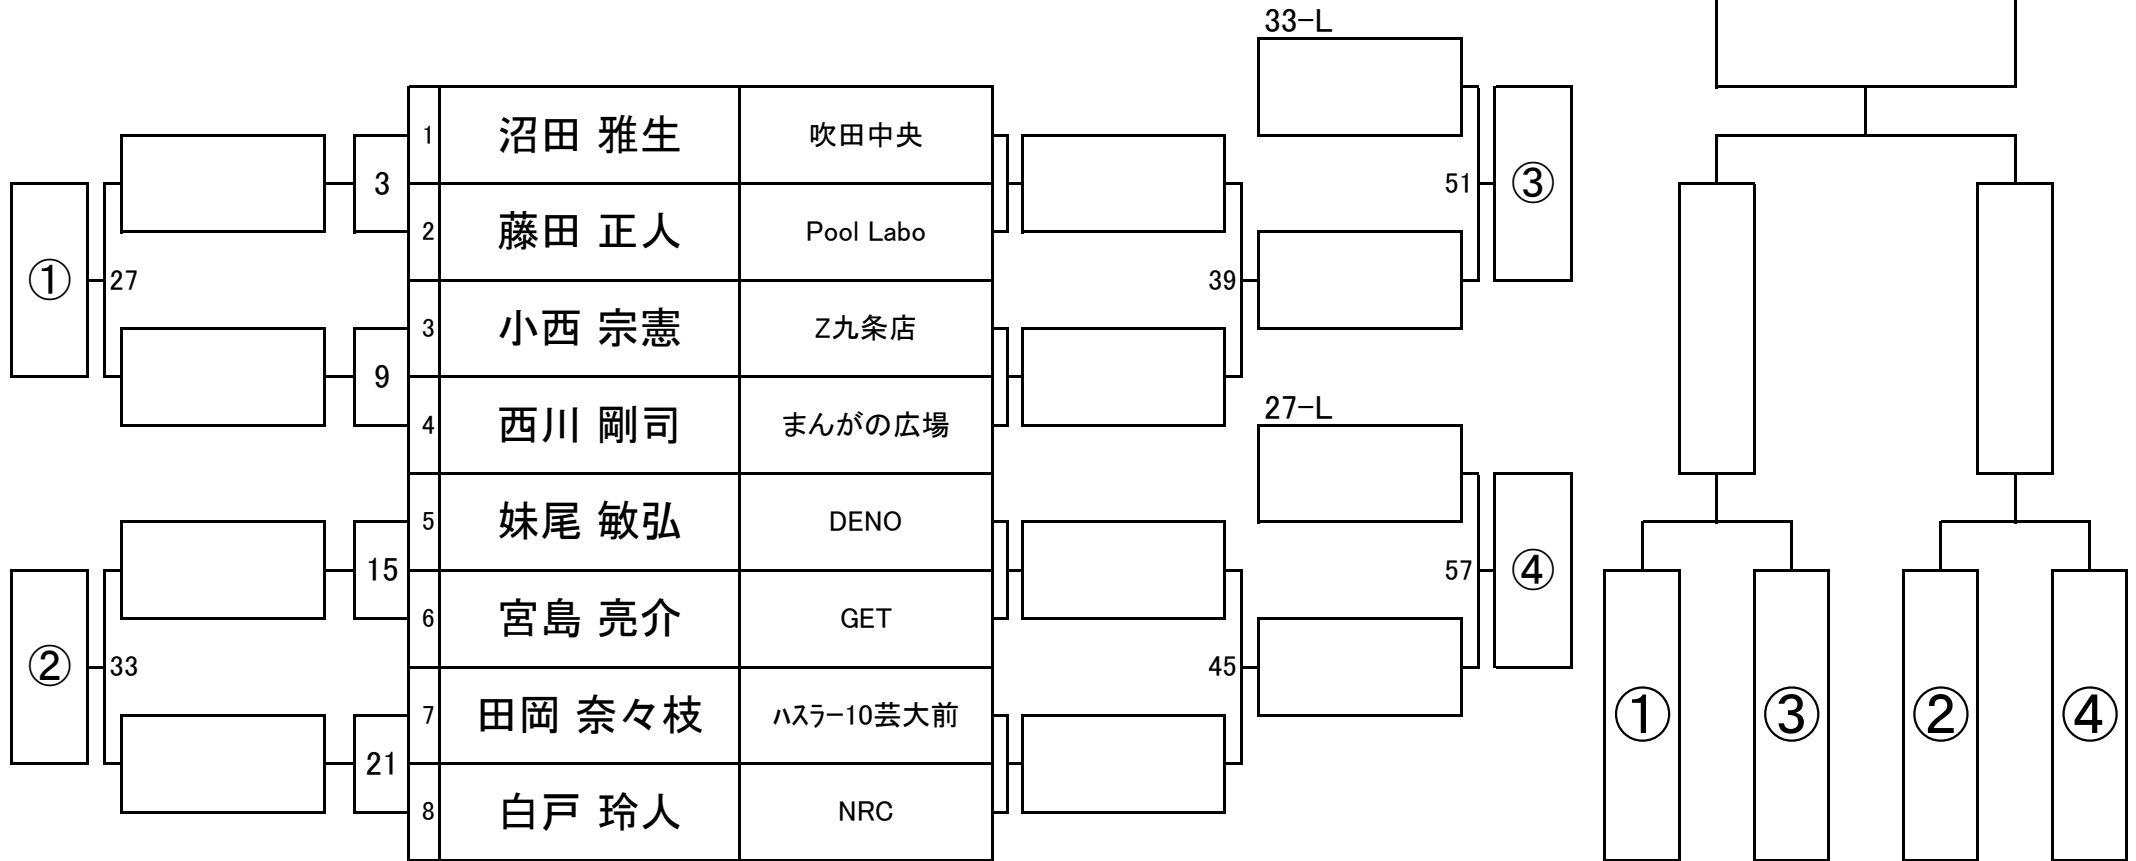 33-L
1 沼田 雅生 吹田中央
3
51 ③
2 藤田 正人 Pool Labo
① 27
39
3 小西 宗憲 Z九条店
9
4 西川 剛司 まんがの広場
27-L
5 妹尾 敏弘 DENO
15
57 ④
6 宮島 亮介 GET
② 33
45
7 田岡 奈々枝 ﾊｽﾗｰ10芸大前
① ③ ② ④
21
8 白戸 玲人 NRC